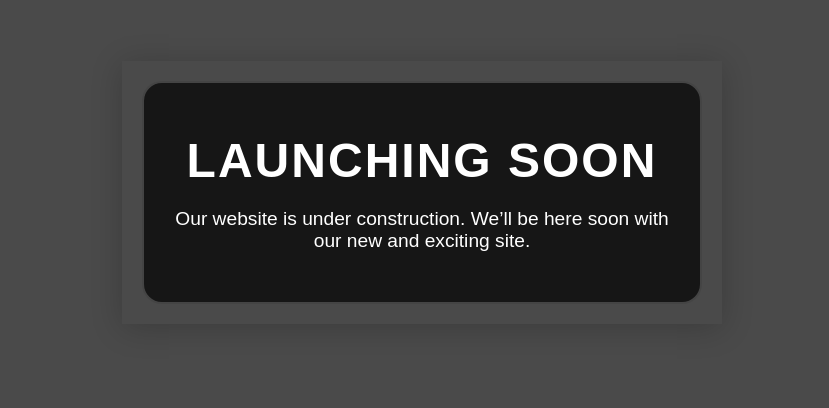 LAUNCHING SOON
Our website is under construction. We’ll be here soon with
our new and exciting site.